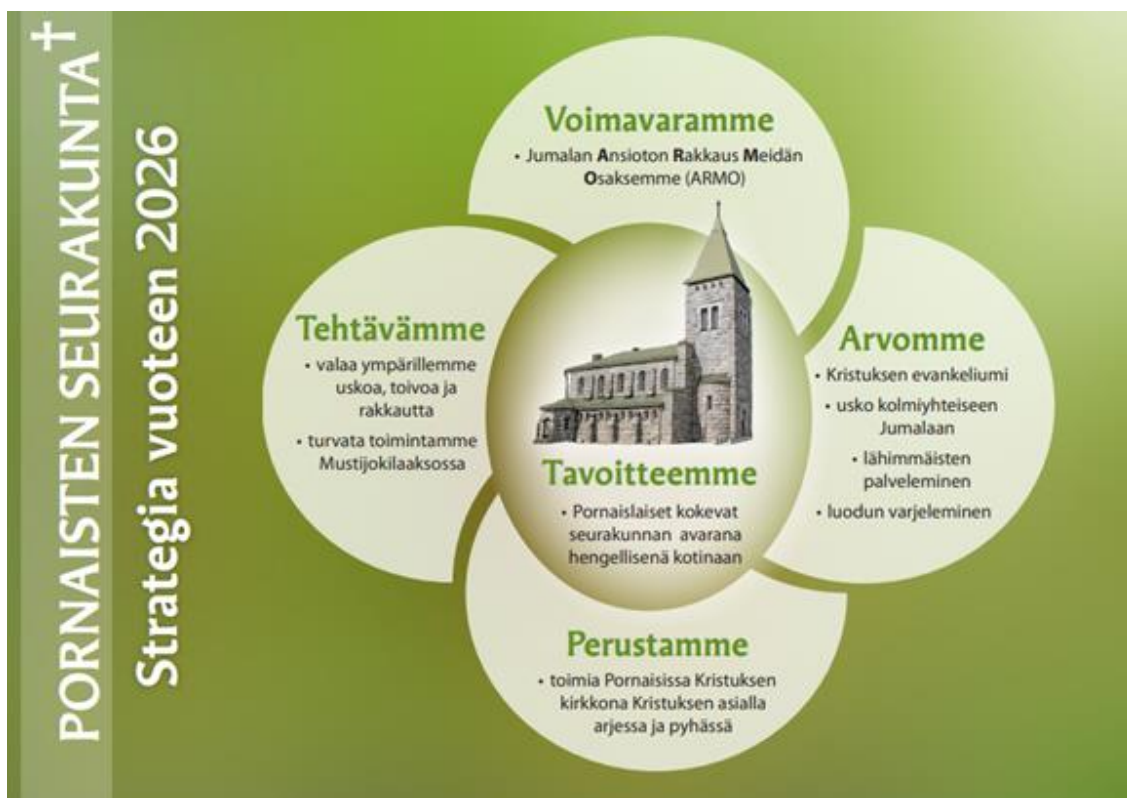 PORNAISTEN SEURAKUNTA
Strategia vuoteen 2026
Voimavaramme
• Jumalan Ansioton Rakkaus Meidän
Osaksemme (ARMO)
Tehtävämme
• valaa ympärillemme
uskoa, toivoa ja
rakkautta
• turvata toimintamme
Mustijokilaaksossa
Arvomme
• Kristuksen evankeliumi
• usko kolmiyhteiseen
Jumalaan
• lähimmäisten
palveleminen
• luodun varjeleminen
Tavoitteemme
• Pornaislaiset kokevat
seurakunnan avarana
hengellisenä kotinaan
Perustamme
• toimia Pornaisissa Kristuksen
kirkkona Kristuksen asialla
arjessa ja pyhässä